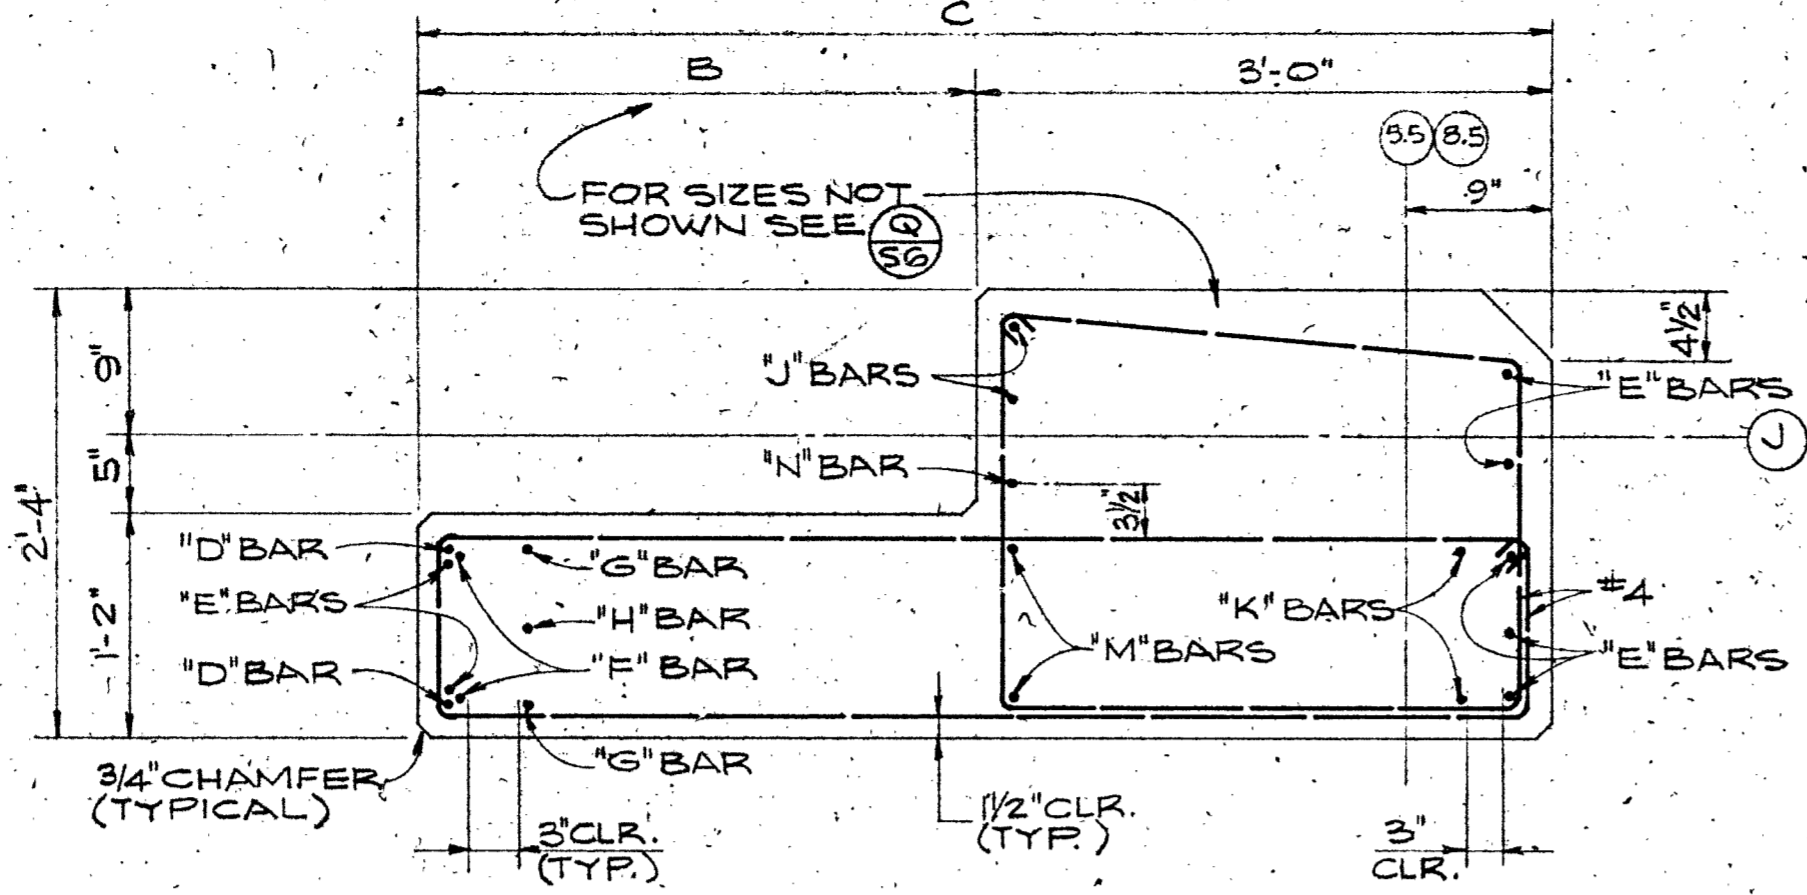 C
B
3'-0"
5.5 8.5
9"
FOR SIZES NOT
SHOWN SEE Q
S6
4½"
9"
"J" BARS
"E" BARS
J
5"
"N" BAR
3½"
2'-4"
"D" BAR
"G" BAR
#4
"E" BARS
"H" BAR
"K" BARS
1'-2"
"D" BAR
"F" BAR
"M" BARS
"E" BARS
"G" BAR
3/4" CHAMFER
(TYPICAL)
3" CLR.
(TYP.)
1½" CLR.
(TYP.)
3"
CLR.